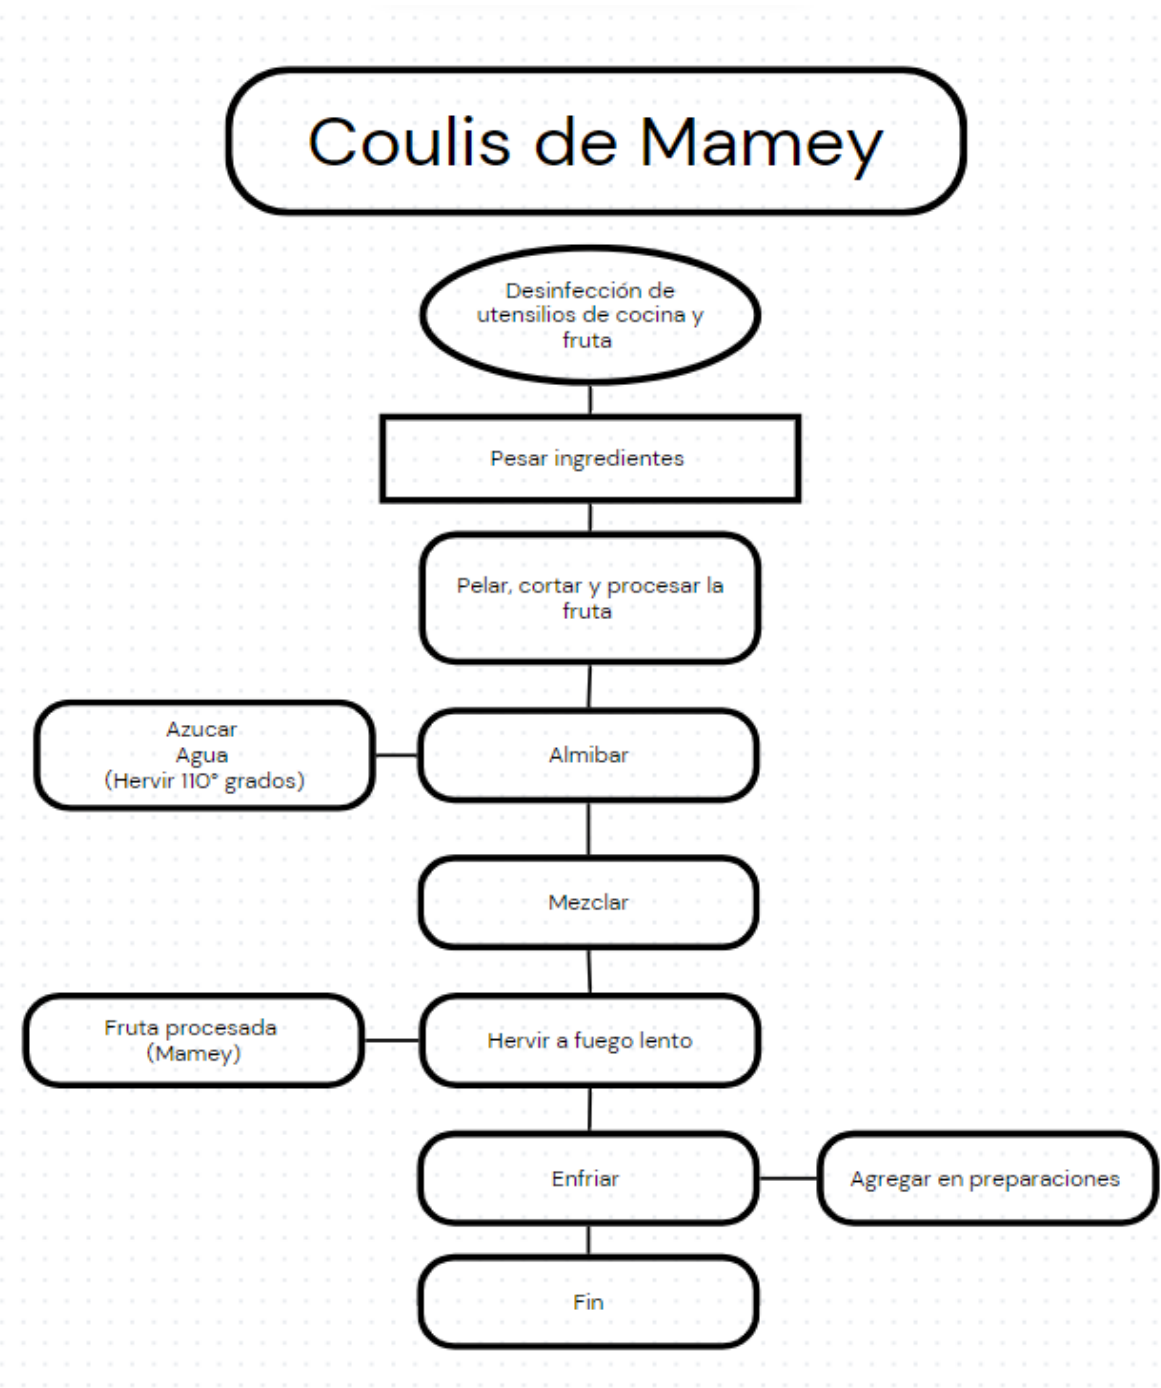 Coulis de Mamey
Desinfección de
utensilios de cocina y
fruta
Pesar ingredientes
Pelar, cortar y procesar la
fruta
Azucar
Agua
(Hervir 110° grados)
Almibar
Mezclar
Fruta procesada
(Mamey)
Hervir a fuego lento
Enfriar
Agregar en preparaciones
Fin